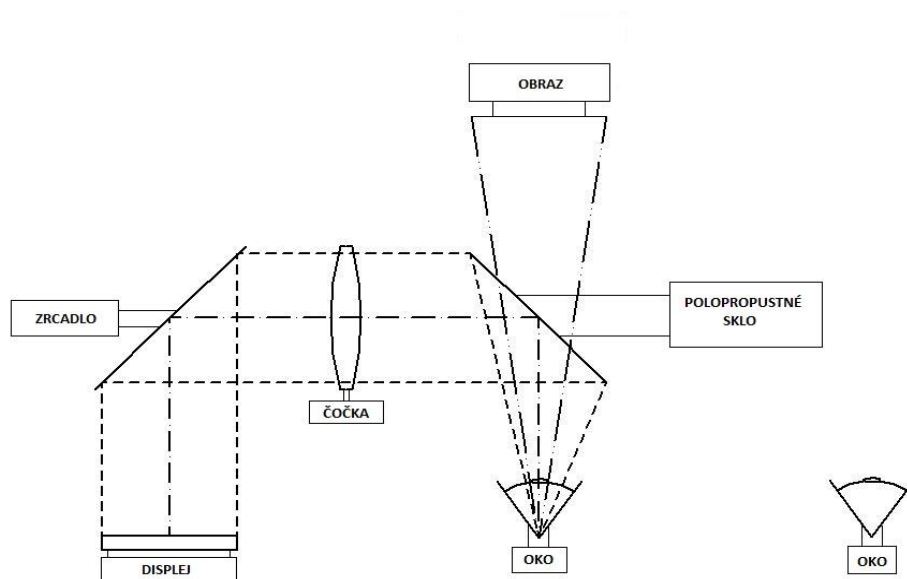 OBRAZ
ZRCADLO
POLOPROPUSTNÉ
SKLO
ČOČKA
DISPLEJ
OKO
OKO